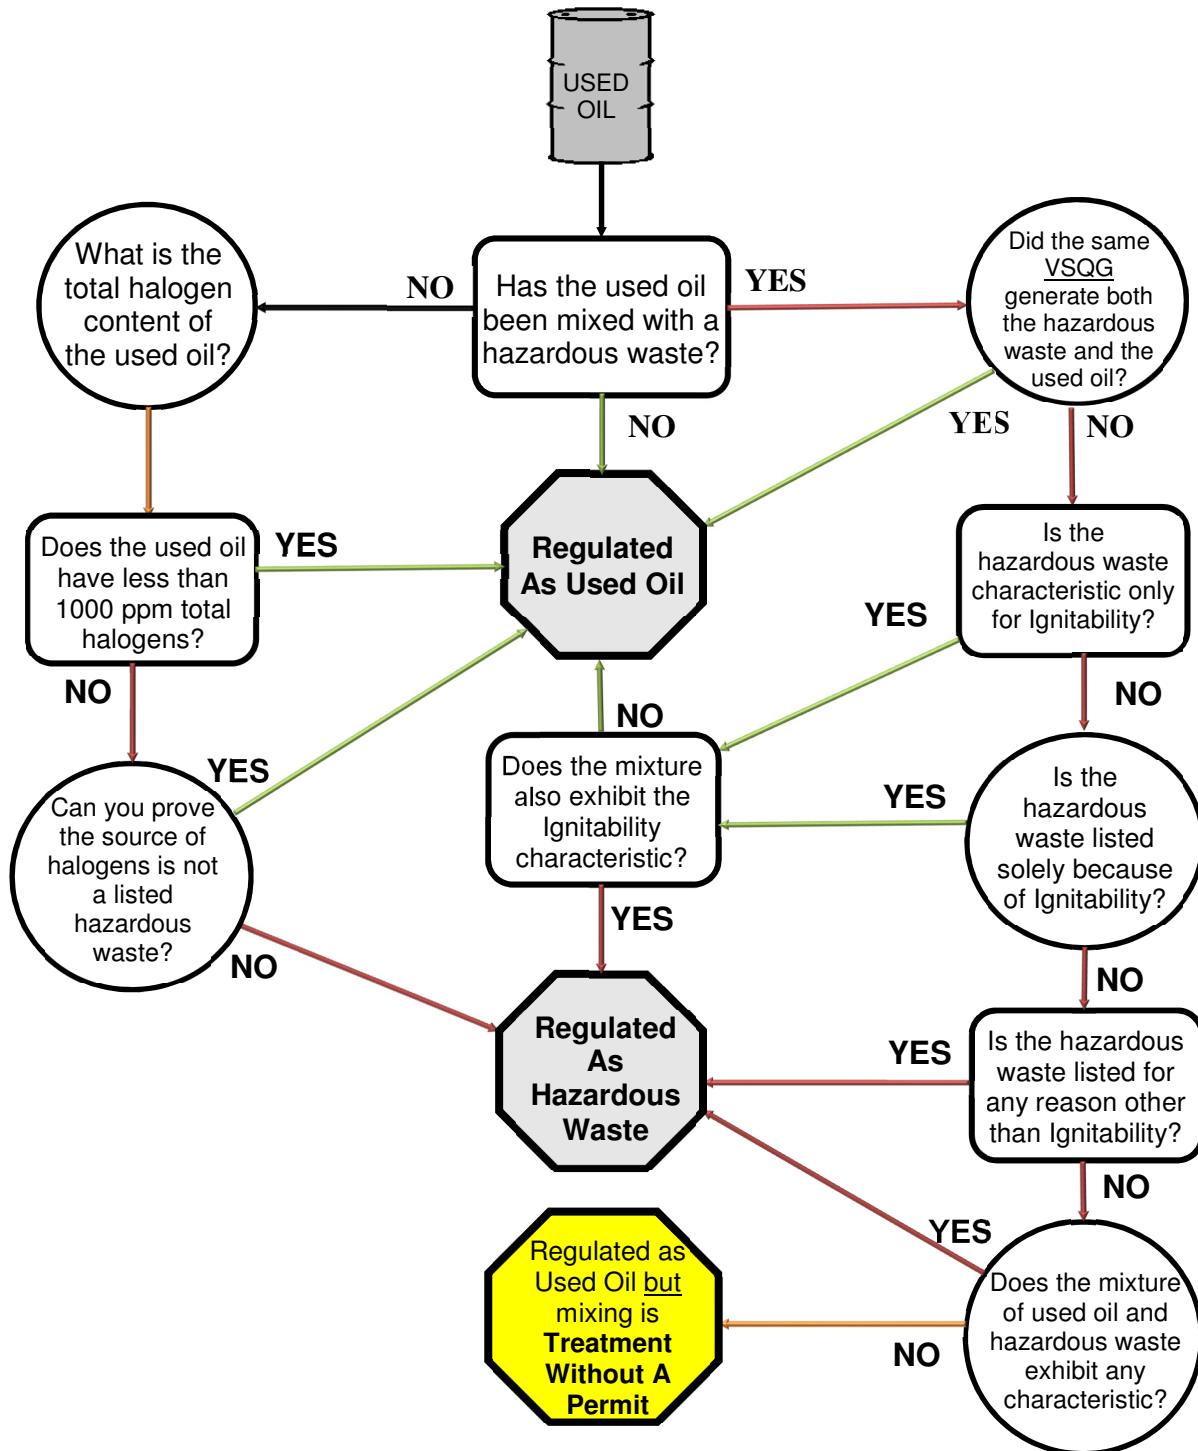 USED
OIL
What is the
total halogen
content of
the used oil?
NO
Has the used oil
been mixed with a
hazardous waste?
YES
Did the same
VSQG
generate both
the hazardous
waste and the
used oil?
NO
YES
NO
Does the used oil
have less than
1000 ppm total
halogens?
YES
Regulated
As Used Oil
Is the
hazardous waste
characteristic only
for Ignitability?
YES
NO
NO
NO
YES
Can you prove
the source of
halogens is not
a listed
hazardous
waste?
NO
Does the mixture
also exhibit the
Ignitability
characteristic?
YES
YES
Is the
hazardous
waste listed
solely because
of Ignitability?
NO
Regulated
As
Hazardous
Waste
YES
Is the hazardous
waste listed for
any reason other
than Ignitability?
NO
YES
Regulated as
Used Oil but
mixing is
Treatment
Without A
Permit
NO
Does the mixture
of used oil and
hazardous waste
exhibit any
characteristic?